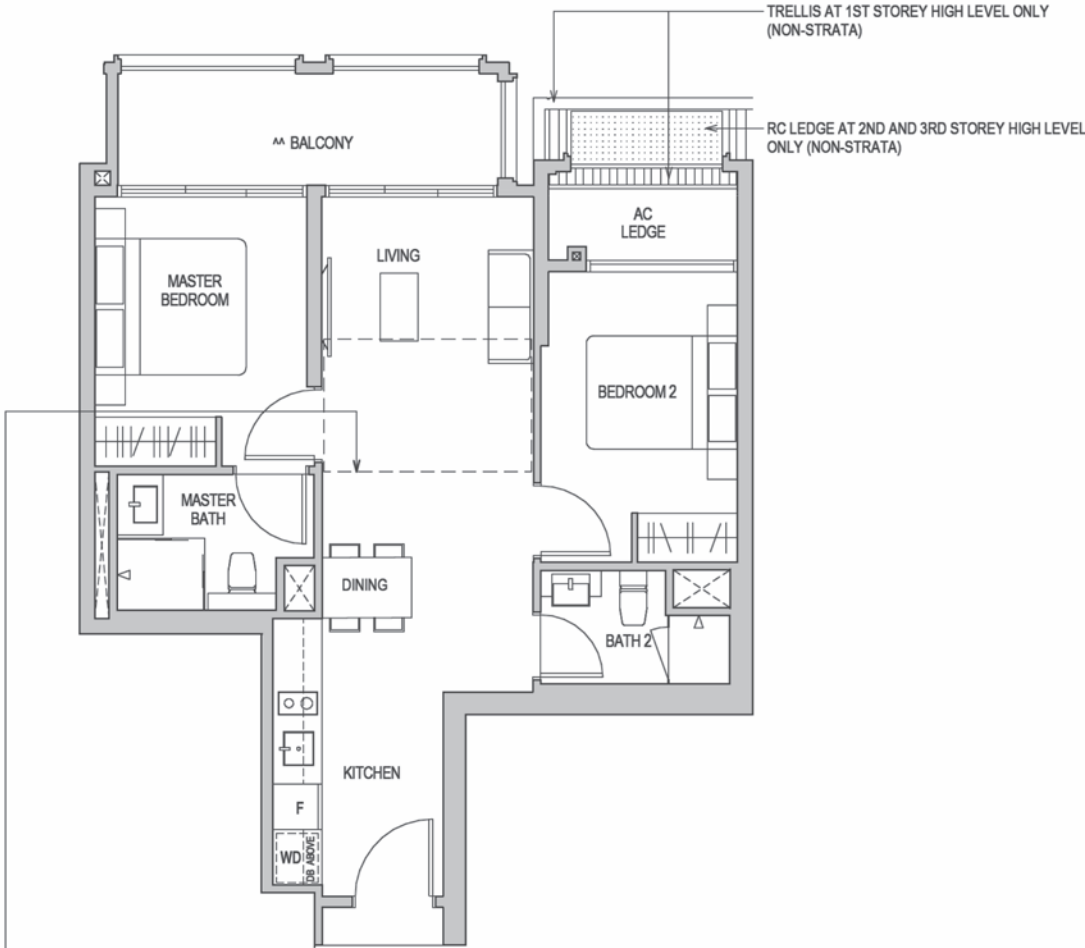 TRELLIS AT 1ST STOREY HIGH LEVEL ONLY
(NON-STRATA)
RC LEDGE AT 2ND AND 3RD STOREY HIGH LEVEL
ONLY (NON-STRATA)
^^ BALCONY
AC
LEDGE
LIVING
MASTER
BEDROOM
BEDROOM 2
MASTER
BATH
DINING
BATH 2
KITCHEN
F
WD
DB ABOVE